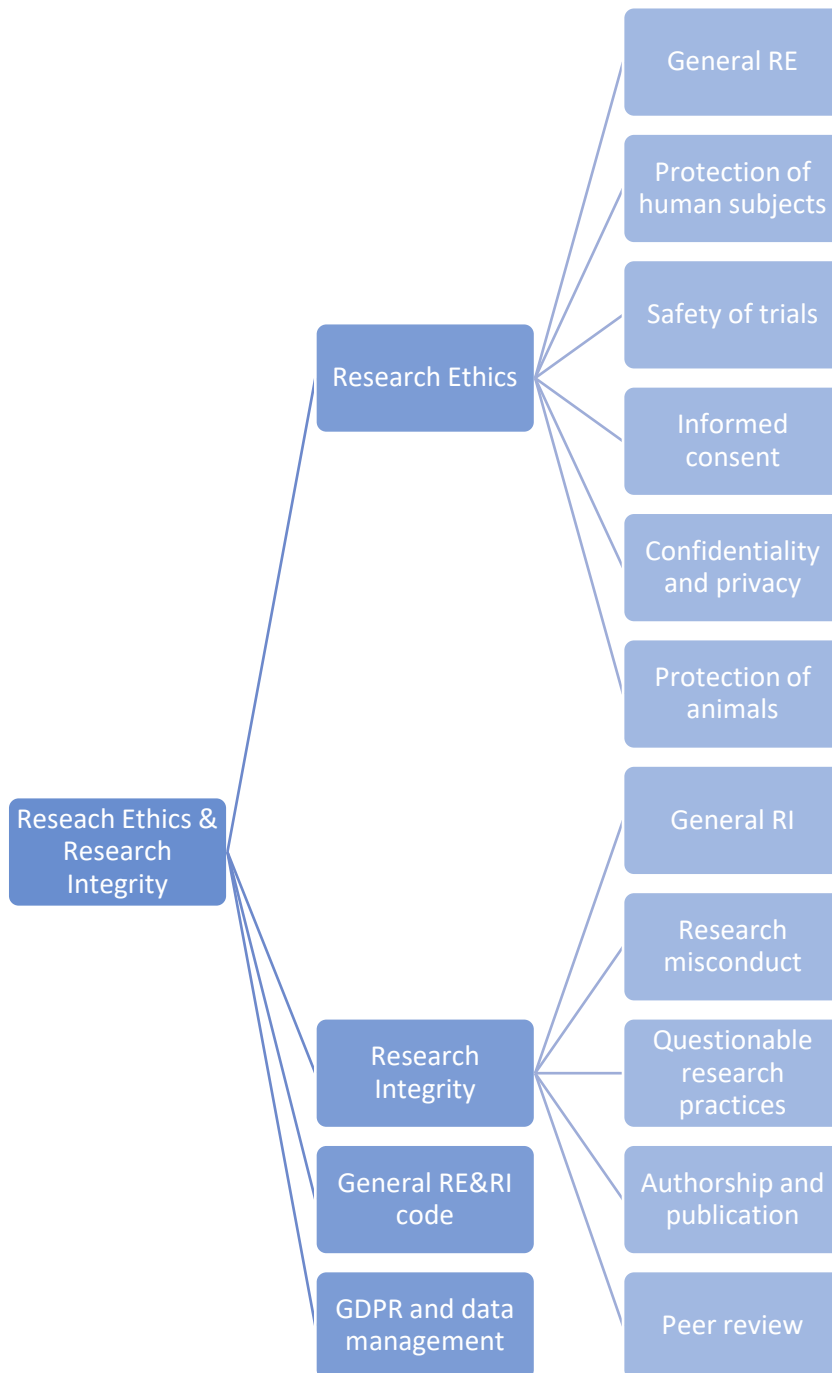 General RE
Protection of
human subjects
Safety of trials
Research Ethics
Informed
consent
Confidentiality
and privacy
Protection of
animals
Reseach Ethics &
Research
Integrity
General RI
Research
misconduct
Research
Integrity
Questionable
research
practices
General RE&RI
code
Authorship and
publication
GDPR and data
management
Peer review